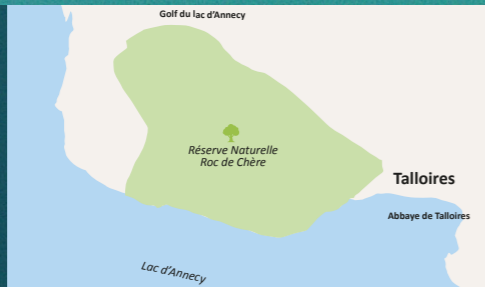 Golf du lac d'Annecy
Réserve Naturelle
Roc de Chère
Talloires
Abbaye de Talloires
Lac d'Annecy